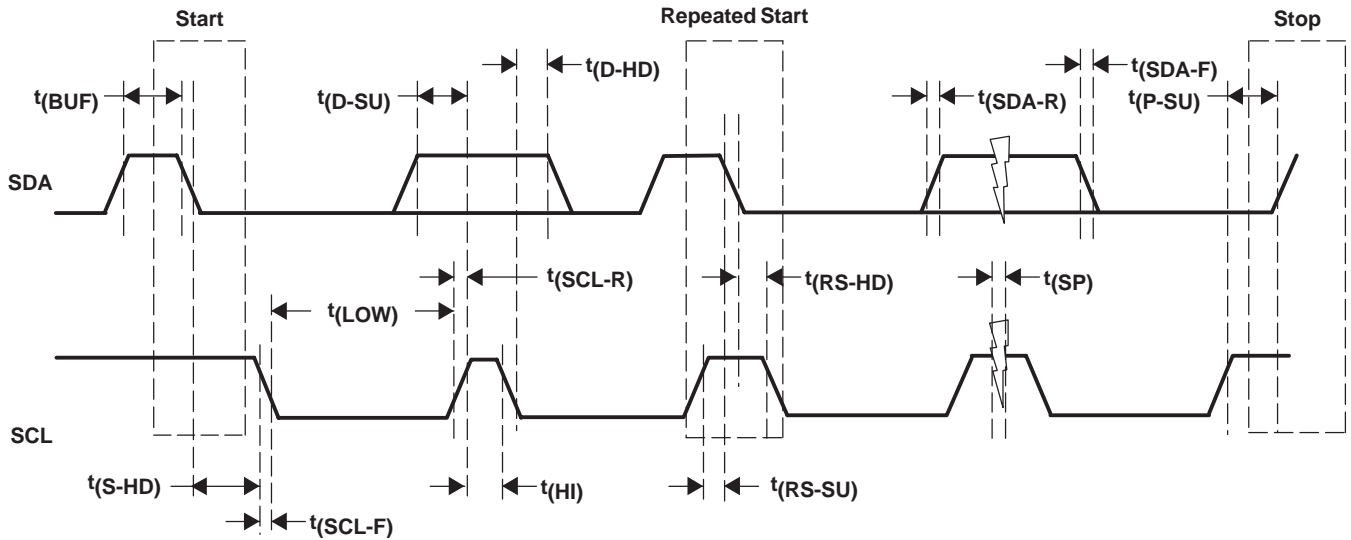 Start
Repeated Start
Stop
t(BUF)
t(D-SU)
t(D-HD)
t(SDA-R)
t(SDA-F)
t(P-SU)
SDA
t(SCL-R)
t(RS-HD)
t(SP)
t(LOW)
SCL
t(S-HD)
t(HI)
t(RS-SU)
t(SCL-F)